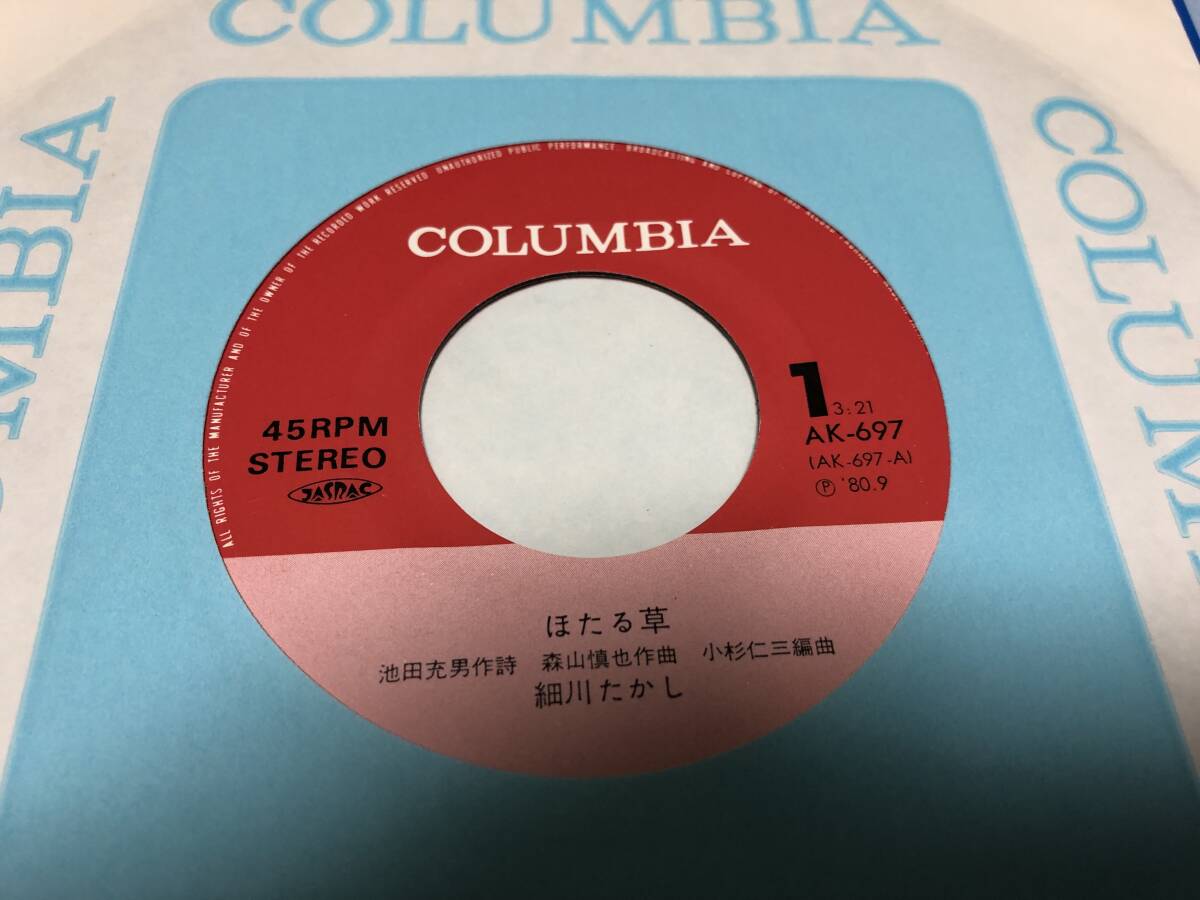 COLUMBIA
COLUMBIA
ALL RIGHTS OF THE MANUFACTURER AND OF THE OWNER OF THE RECORDED WORK RESERVED UNAUTHORIZED PUBLIC PERFORMANCE BROADCASTING AND COPYING OF THIS
COLUMBIA
1
3:21
45RPM
AK-697
STEREO
(AK-697-A)
JASRAC
Ⓟ '80.9
ほたる草
池田充男作詩 森山慎也作曲 小杉仁三編曲
細川たかし
MBIA